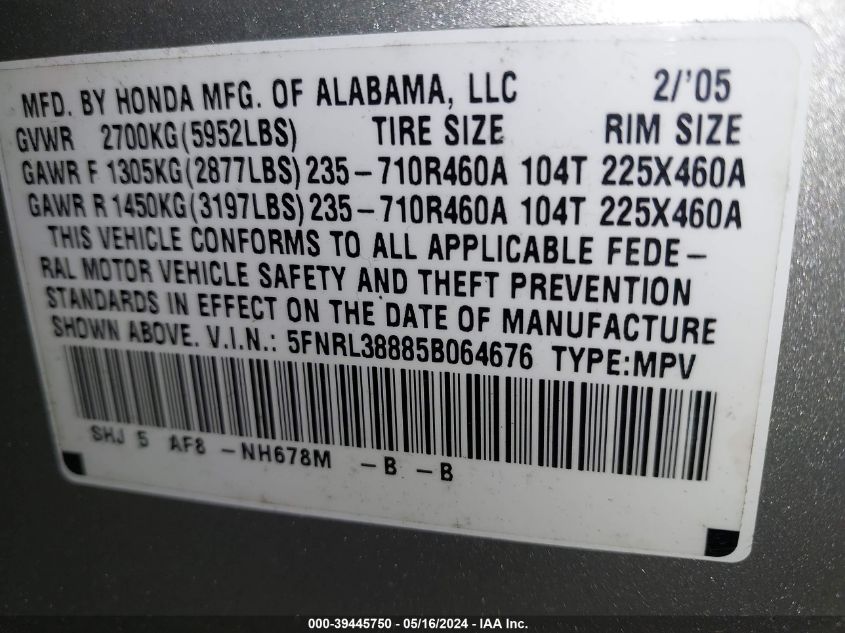 MFD. BY HONDA MFG. OF ALABAMA, LLC 2/'05
GVWR 2700KG(5952LBS) TIRE SIZE RIM SIZE
GAWR F 1305KG(2877LBS) 235-710R460A 104T 225X460A
GAWR R 1450KG(3197LBS) 235-710R460A 104T 225X460A
THIS VEHICLE CONFORMS TO ALL APPLICABLE FEDE-
RAL MOTOR VEHICLE SAFETY AND THEFT PREVENTION
STANDARDS IN EFFECT ON THE DATE OF MANUFACTURE
SHOWN ABOVE. V.I.N.: 5FNRL38885B064676 TYPE:MPV
SHJ 5 AF8 -NH678M -B -B
000-39445750 - 05/16/2024 - IAA Inc.